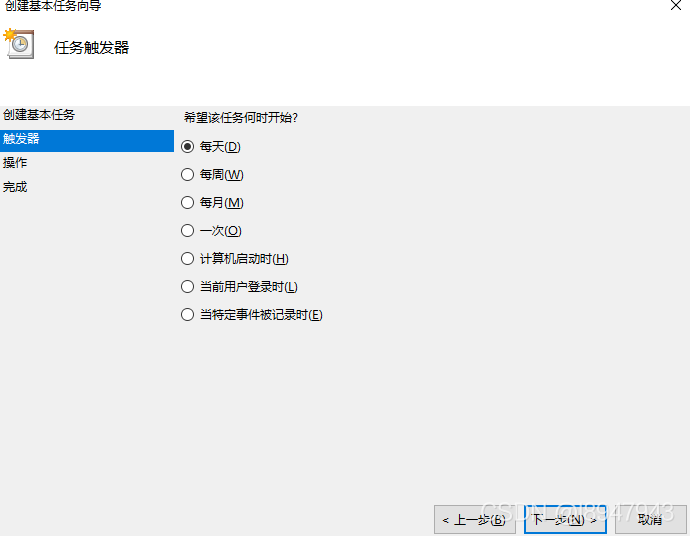 创建基本任务向导
任务触发器
创建基本任务
触发器
操作
完成
希望该任务何时开始?
每天(D)
每周(W)
每月(M)
一次(O)
计算机启动时(H)
当前用户登录时(L)
当特定事件被记录时(E)
< 上一步(B)
下一步(N) >
取消
CSDN @l8947943